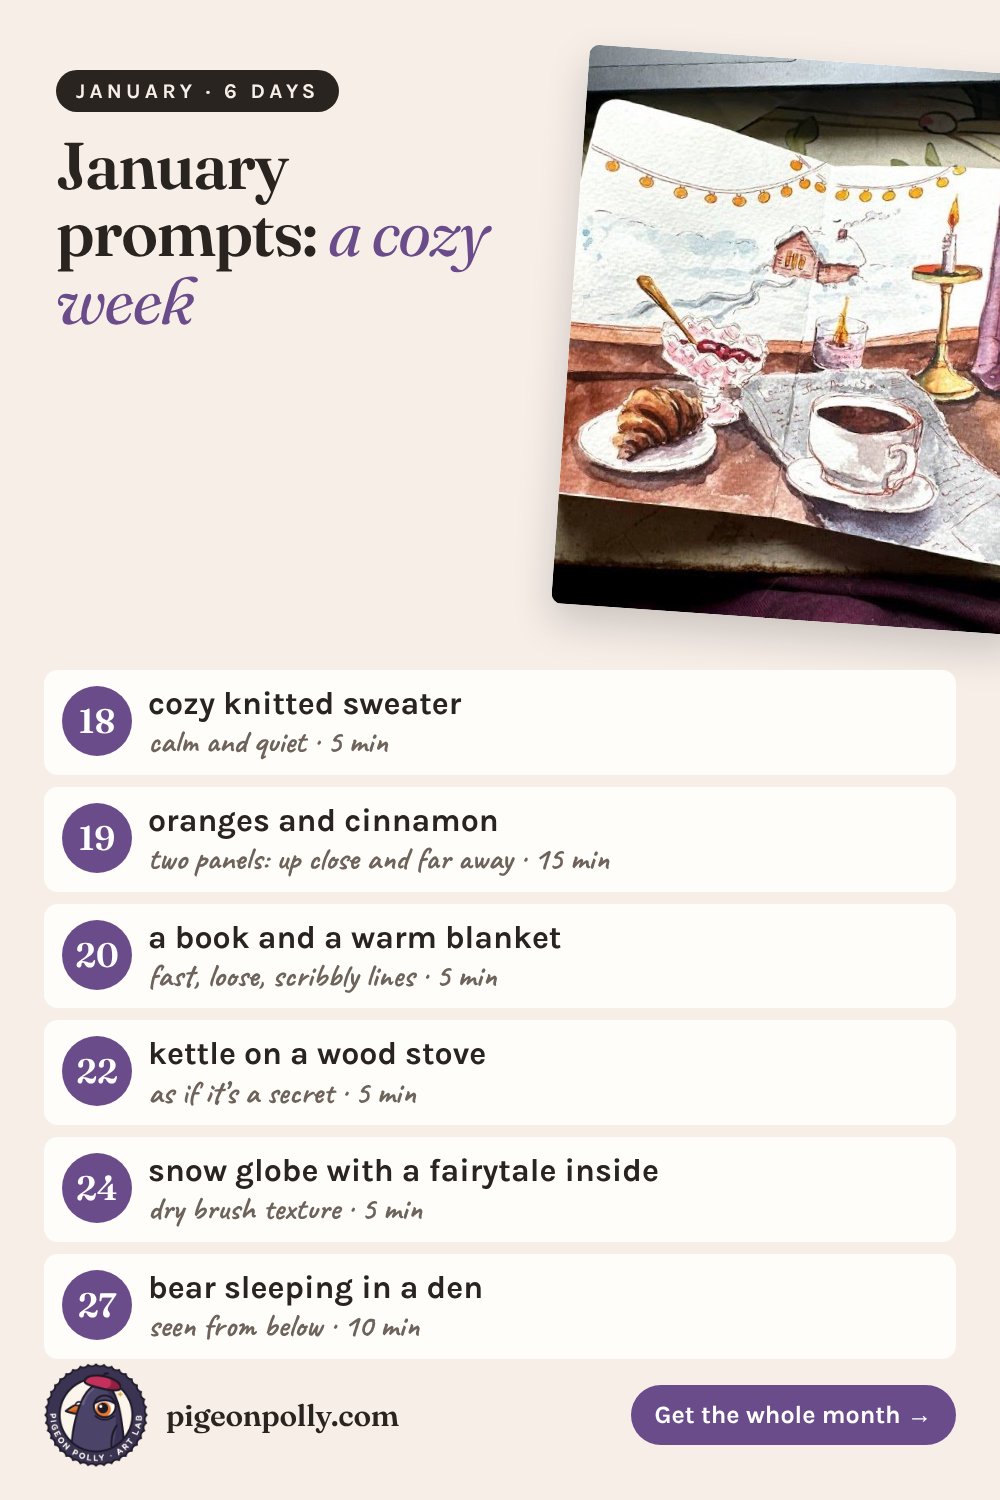 JANUARY · 6 DAYS
January
prompts: a cozy
week
18
cozy knitted sweater
calm and quiet · 5 min
19
oranges and cinnamon
two panels: up close and far away · 15 min
20
a book and a warm blanket
fast, loose, scribbly lines · 5 min
22
kettle on a wood stove
as if it's a secret · 5 min
24
snow globe with a fairytale inside
dry brush texture · 5 min
27
bear sleeping in a den
seen from below · 10 min
PIGEON POLLY · ART LAB
pigeonpolly.com
Get the whole month →